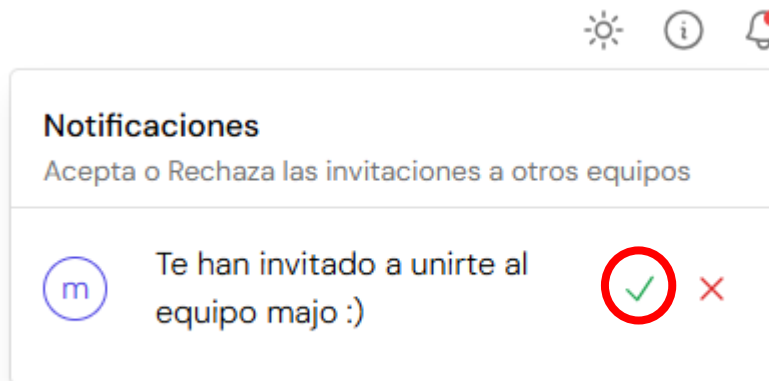 Notificaciones
Acepta o Rechaza las invitaciones a otros equipos
m
Te han invitado a unirte al
equipo majo :)